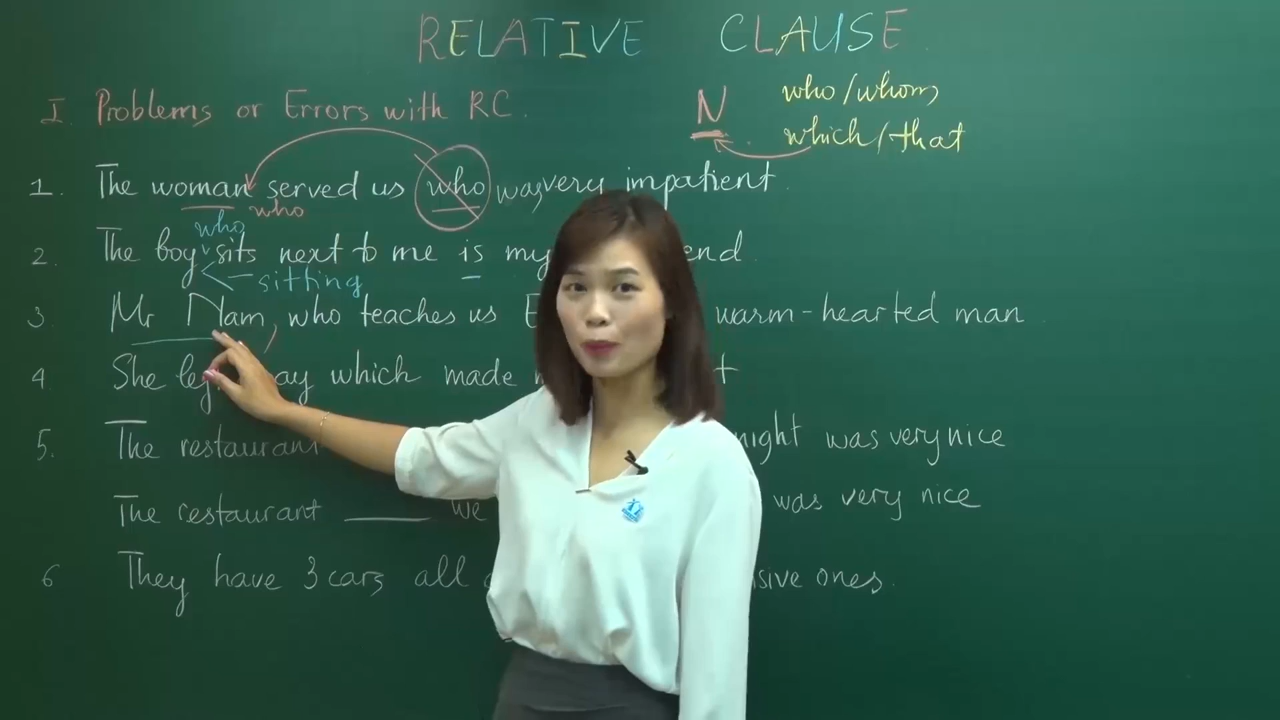 RELATIVE CLAUSE
I. Problems or Errors with RC.
N
who/whom,
which/that
1. The woman served us who was very impatient.
who
who
2. The boy sits next to me is my end.
sitting
3 Mr Nam, who teaches us E warm-hearted man
4 She ay which made
5. The restaurant night was very nice
The restaurant ____ we was very nice
6 They have 3 cars, all sive ones.